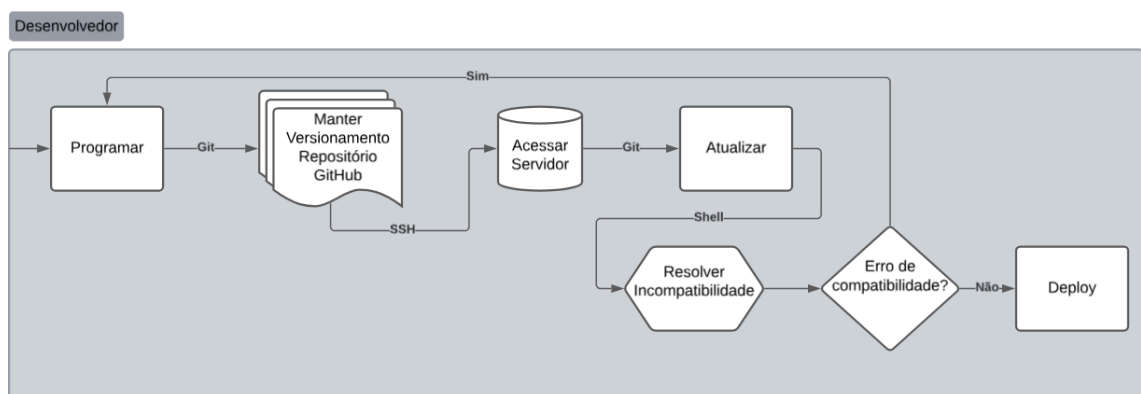 Desenvolvedor
Sim
Programar
Git
Manter
Versionamento
Repositório
GitHub
SSH
Acessar
Servidor
Git
Atualizar
Shell
Resolver
Incompatibilidade
Erro de
compatibilidade?
Não
Deploy